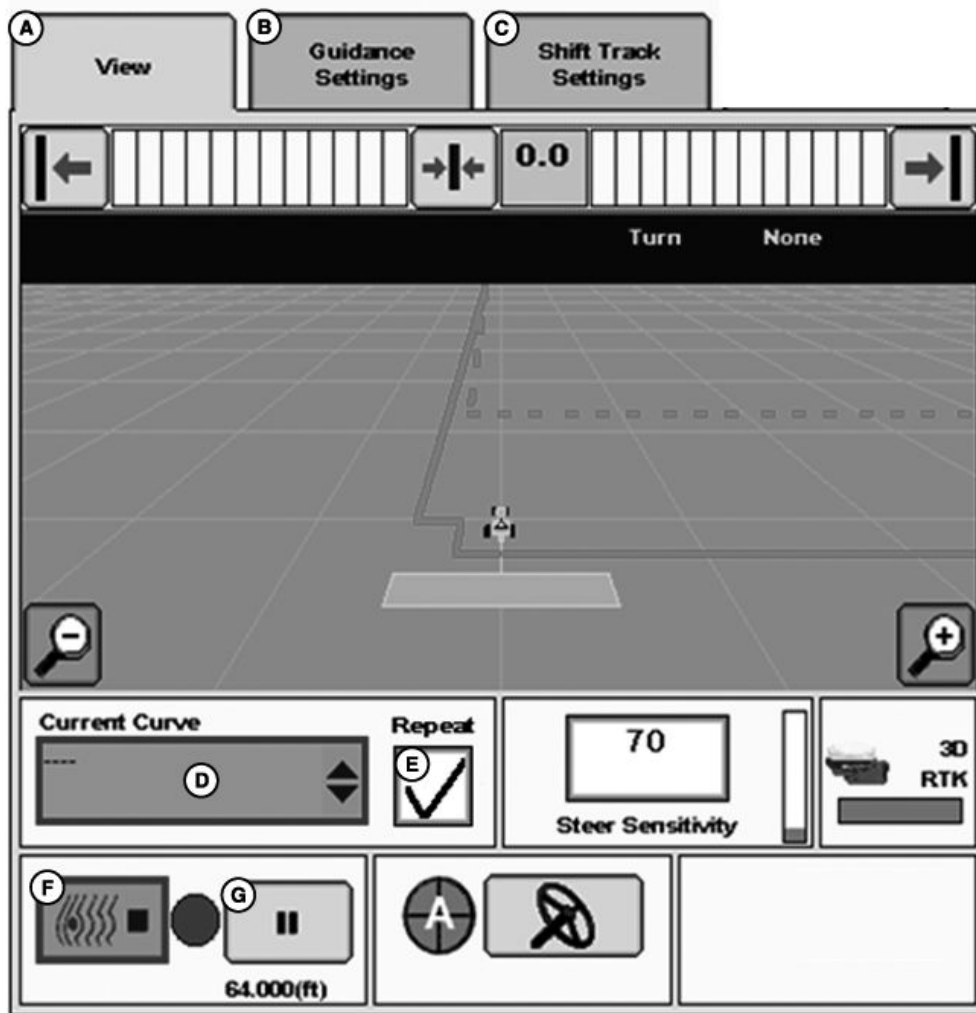 A
View
B
Guidance
Settings
C
Shift Track
Settings
0.0
Turn None
Current Curve
----
D
Repeat
E
70
Steer Sensitivity
3D
RTK
F
G
64.000(ft)
A